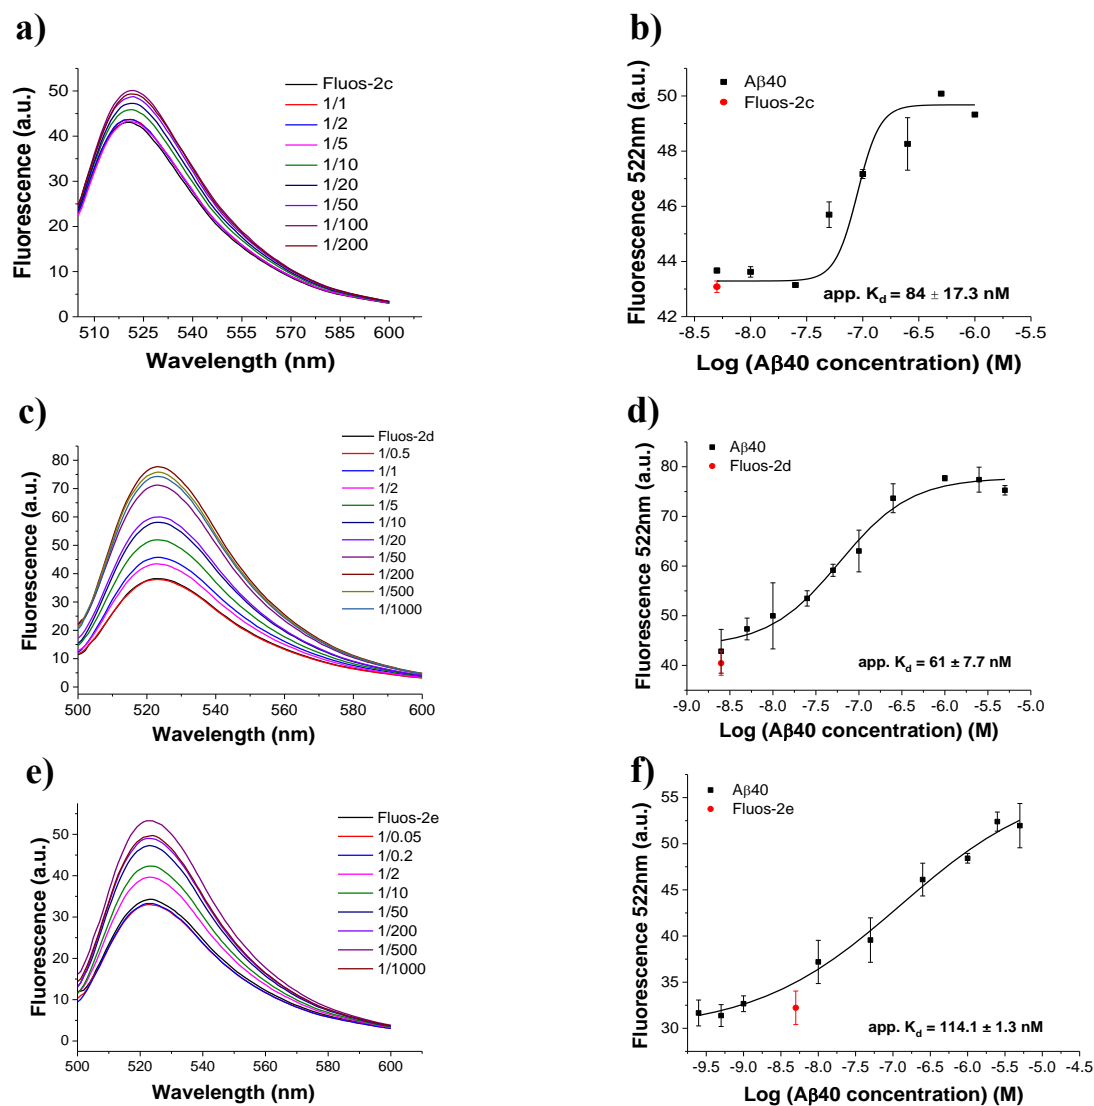 a)
Fluorescence (a.u.)
50
40
30
20
10
0
510 525 540 555 570 585 600
Wavelength (nm)
Fluos-2c
1/1
1/2
1/5
1/10
1/20
1/50
1/100
1/200
b)
Fluorescence 522nm (a.u.)
50
48
46
44
42
-8.5 -8.0 -7.5 -7.0 -6.5 -6.0 -5.5
Log (Aβ40 concentration) (M)
Aβ40
Fluos-2c
app. Kd = 84 ± 17.3 nM
c)
Fluorescence (a.u.)
80
70
60
50
40
30
20
10
0
500 520 540 560 580 600
Wavelength (nm)
Fluos-2d
1/0.5
1/1
1/2
1/5
1/10
1/20
1/50
1/200
1/500
1/1000
d)
Fluorescence 522nm (a.u.)
80
70
60
50
40
-9.0 -8.5 -8.0 -7.5 -7.0 -6.5 -6.0 -5.5 -5.0
Log (Aβ40 concentration) (M)
Aβ40
Fluos-2d
app. Kd = 61 ± 7.7 nM
e)
Fluorescence (a.u.)
50
40
30
20
10
0
500 520 540 560 580 600
Wavelength (nm)
Fluos-2e
1/0.05
1/0.2
1/2
1/10
1/50
1/200
1/500
1/1000
f)
Fluorescence 522nm (a.u.)
55
50
45
40
35
30
-9.5 -9.0 -8.5 -8.0 -7.5 -7.0 -6.5 -6.0 -5.5 -5.0 -4.5
Log (Aβ40 concentration) (M)
Aβ40
Fluos-2e
app. Kd = 114.1 ± 1.3 nM